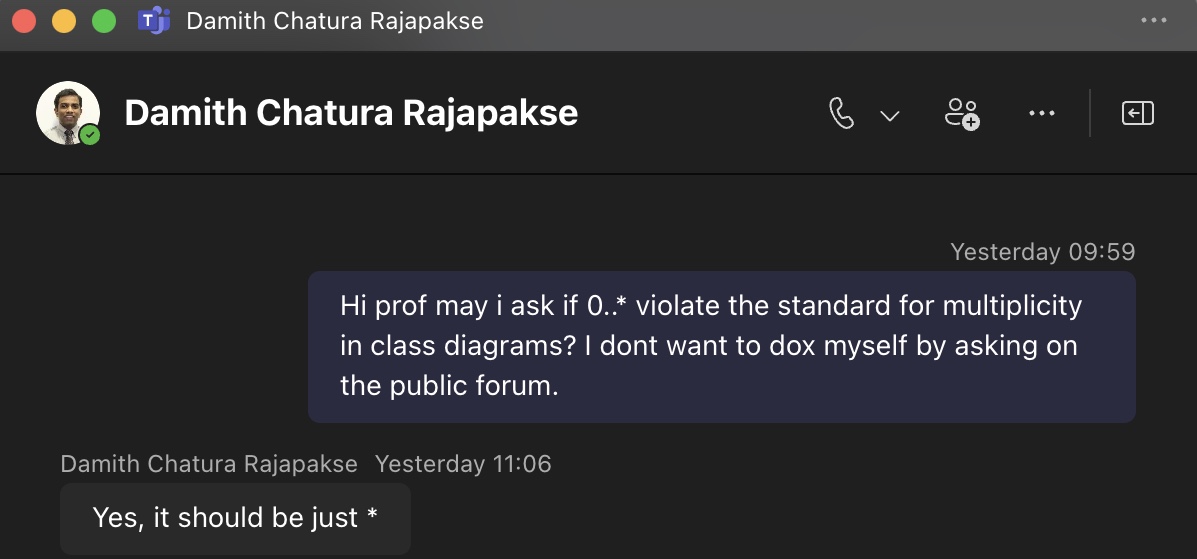 Damith Chatura Rajapakse
Damith Chatura Rajapakse
Yesterday 09:59
Hi prof may i ask if 0..* violate the standard for multiplicity
in class diagrams? I dont want to dox myself by asking on
the public forum.
Damith Chatura Rajapakse Yesterday 11:06
Yes, it should be just *